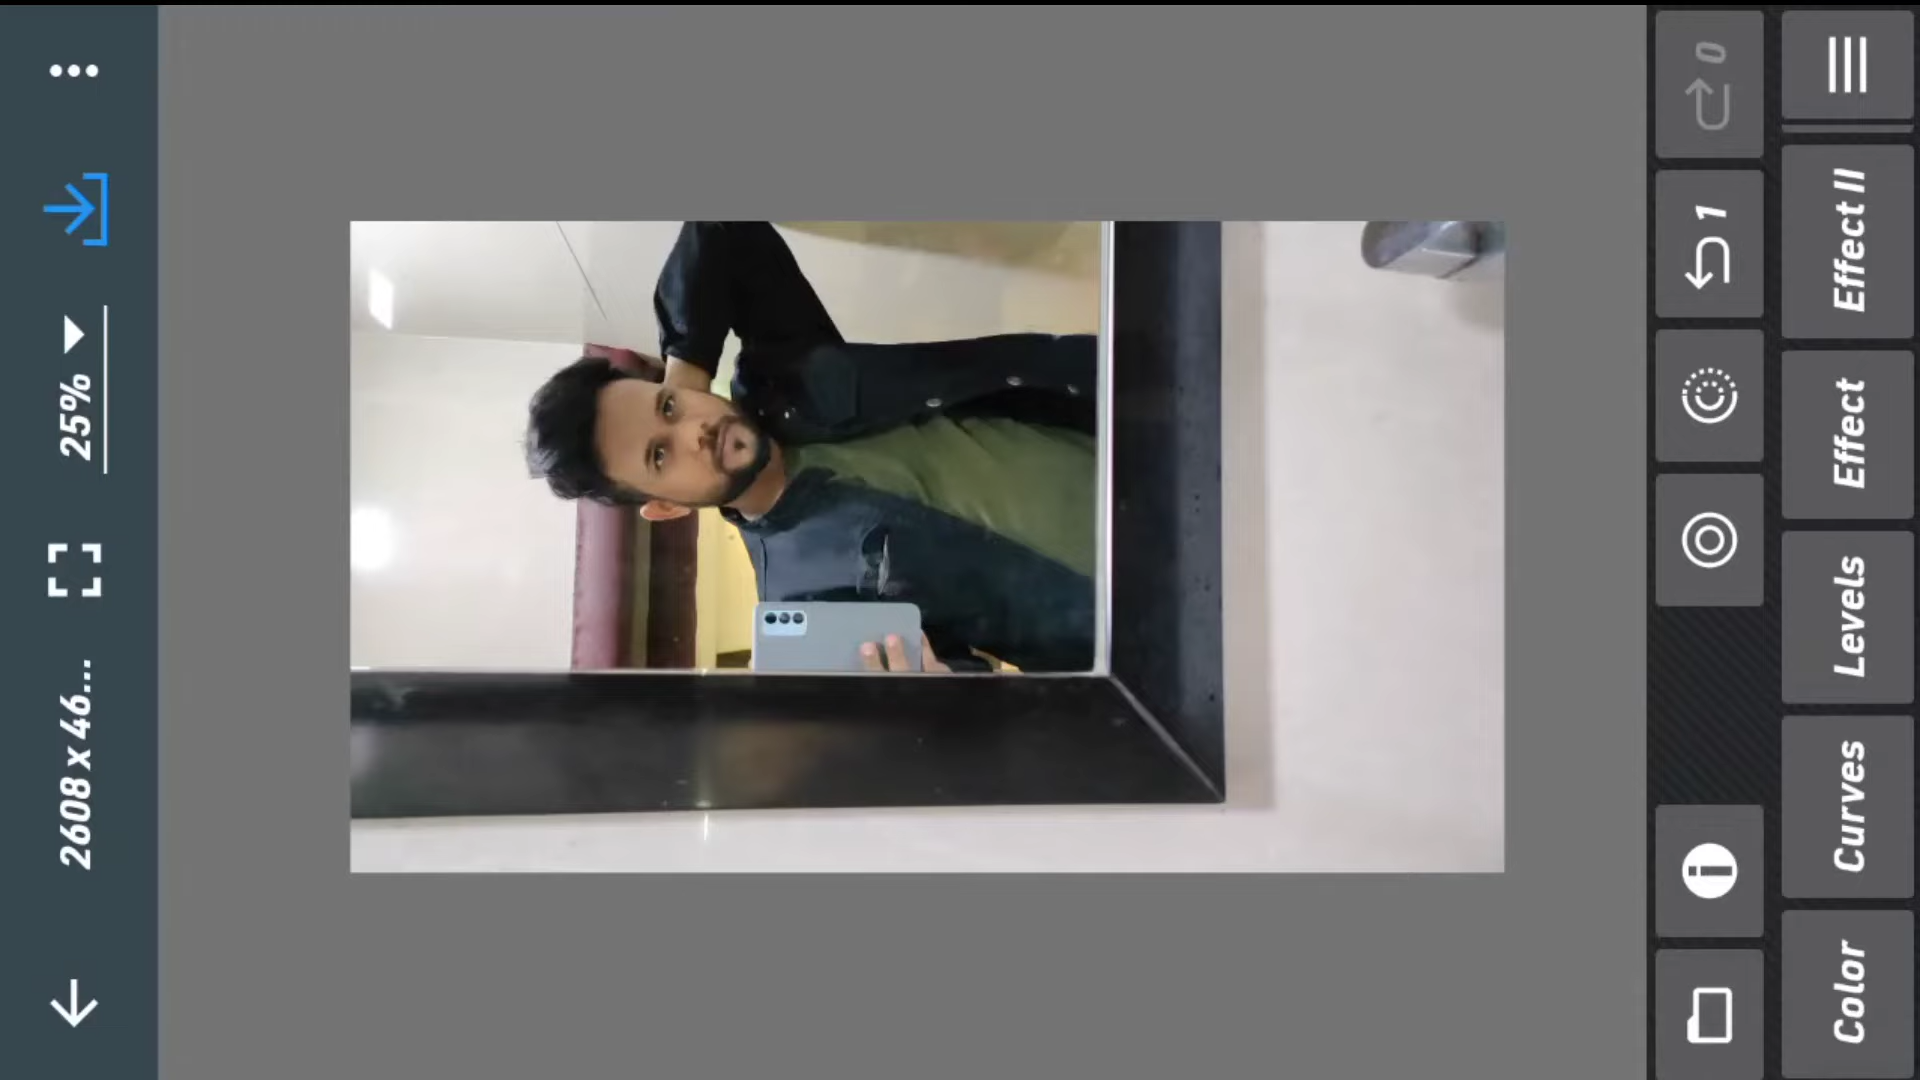 2608 x 46...
25%
1
0
Color
Curves
Levels
Effect
Effect II